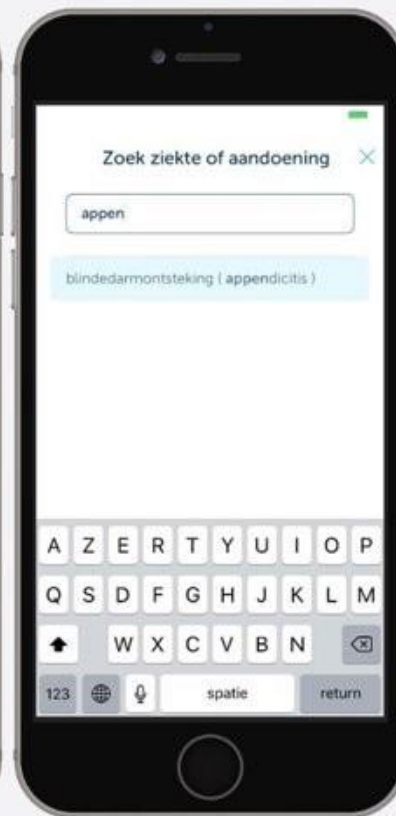 Zoek ziekte of aandoening
appen
blindedarmontsteking ( appendicitis )
A Z E R T Y U I O P
Q S D F G H J K L M
W X C V B N
123 spatie return